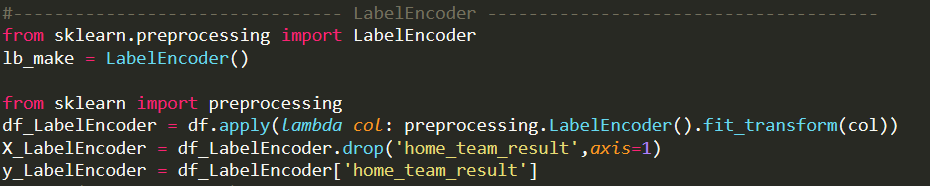 #------------------------------ LabelEncoder ------------------------------------
from sklearn.preprocessing import LabelEncoder
lb_make = LabelEncoder()
from sklearn import preprocessing
df_LabelEncoder = df.apply(lambda col: preprocessing.LabelEncoder().fit_transform(col))
X_LabelEncoder = df_LabelEncoder.drop('home_team_result',axis=1)
y_LabelEncoder = df_LabelEncoder['home_team_result']